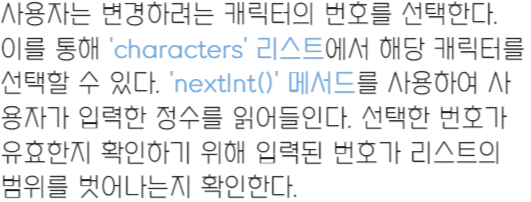 사용자는 변경하려는 캐릭터의 번호를 선택한다.
이를 통해 'characters' 리스트에서 해당 캐릭터를
선택할 수 있다. 'nextInt()' 메서드를 사용하여 사
용자가 입력한 정수를 읽어들인다. 선택한 번호가
유효한지 확인하기 위해 입력된 번호가 리스트의
범위를 벗어나는지 확인한다.